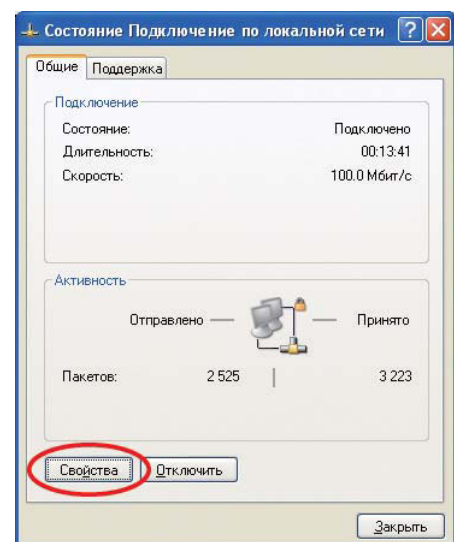 Состояние Подключение по локальной сети
Общие Поддержка
Подключение
Состояние: Подключено
Длительность: 00:13:41
Скорость: 100.0 Мбит/с
Активность
Отправлено — — Принято
Пакетов: 2 525 | 3 223
Свойства Отключить
Закрыть